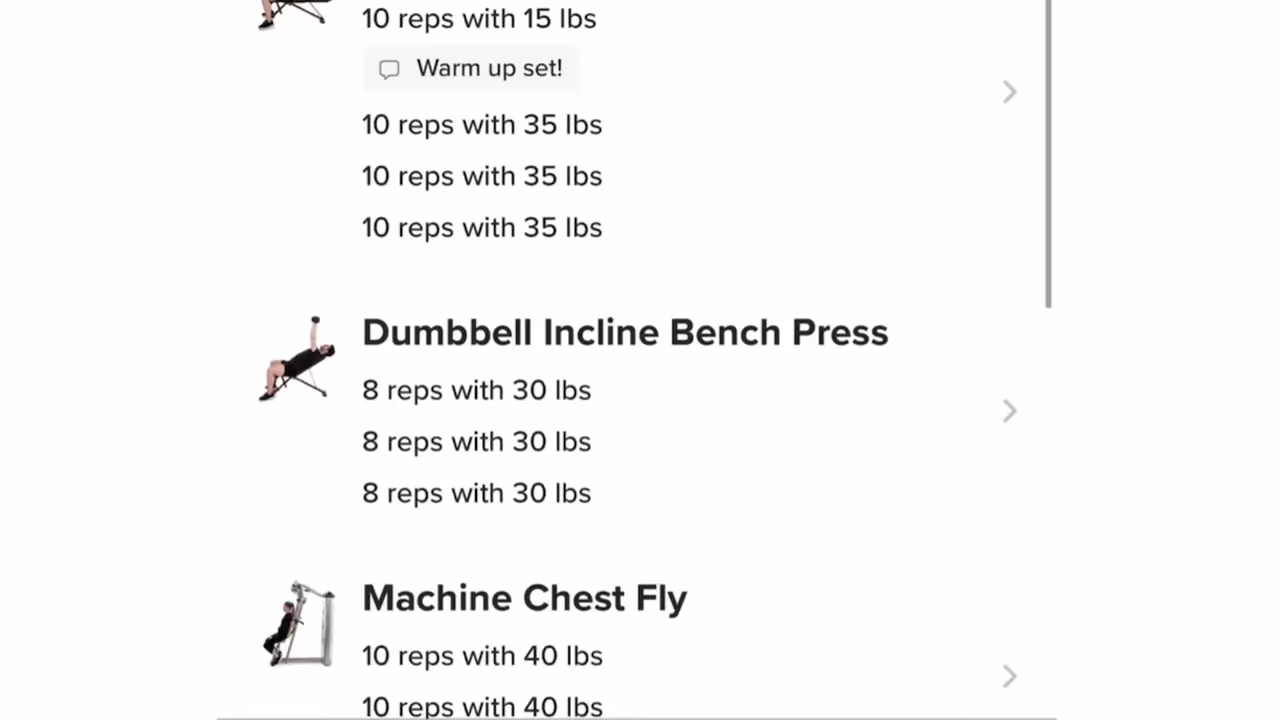 10 reps with 15 lbs
Warm up set!
10 reps with 35 lbs
10 reps with 35 lbs
10 reps with 35 lbs
Dumbbell Incline Bench Press
8 reps with 30 lbs
8 reps with 30 lbs
8 reps with 30 lbs
Machine Chest Fly
10 reps with 40 lbs
10 reps with 40 lbs